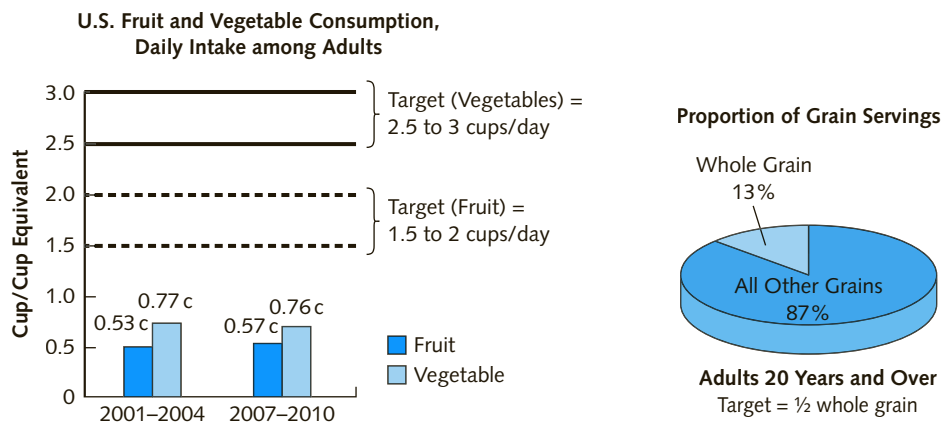 U.S. Fruit and Vegetable Consumption,
Daily Intake among Adults
Cup/Cup Equivalent
3.0
2.5
2.0
1.5
1.0
0.5
0
Target (Vegetables) =
2.5 to 3 cups/day
Target (Fruit) =
1.5 to 2 cups/day
0.53 c
0.77 c
0.57 c
0.76 c
2001–2004
2007–2010
Fruit
Vegetable
Proportion of Grain Servings
Whole Grain
13%
All Other Grains
87%
Adults 20 Years and Over
Target = ½ whole grain